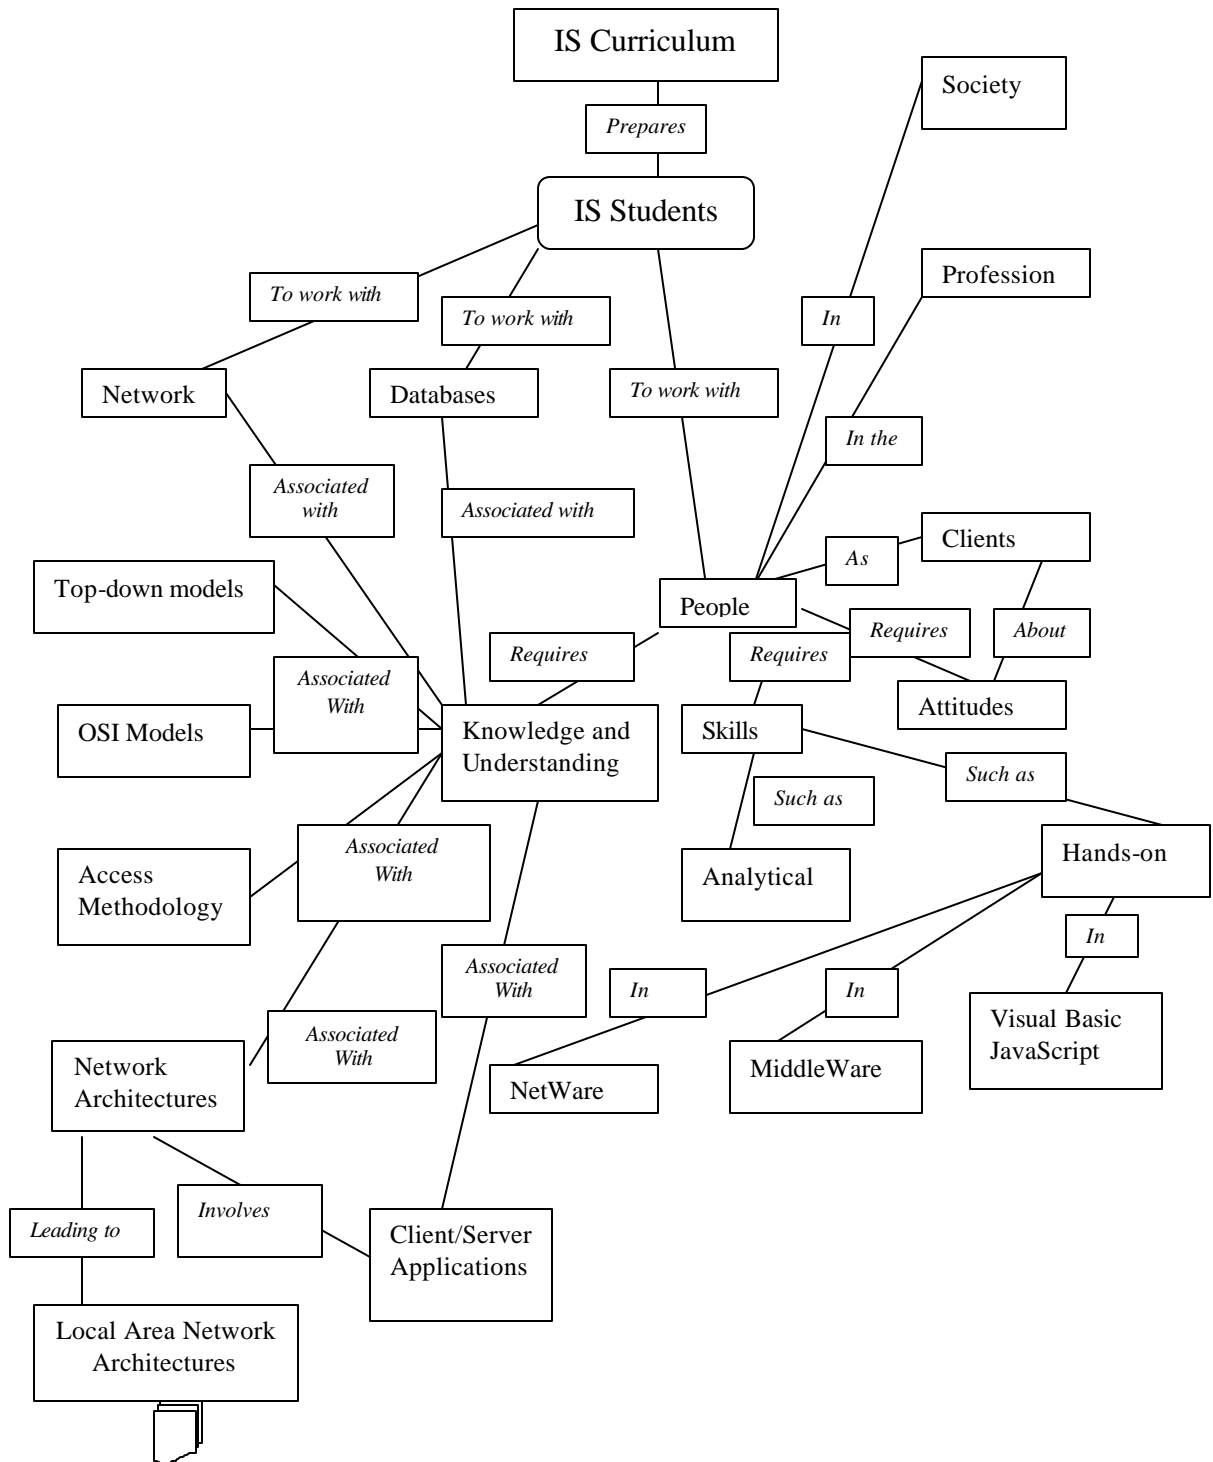 IS Curriculum
Society
Prepares
IS Students
Profession
To work with
To work with
In
Network
Databases
To work with
In the
Associated
with
Associated with
Clients
As
Top-down models
People
Requires
Requires
Requires
About
Associated
With
Attitudes
OSI Models
Knowledge and
Understanding
Skills
Such as
Such as
Associated
With
Access
Methodology
Analytical
Hands-on
In
Associated
With
In
In
Associated
With
Visual Basic
JavaScript
Network
Architectures
NetWare
MiddleWare
Leading to
Involves
Client/Server
Applications
Local Area Network
Architectures